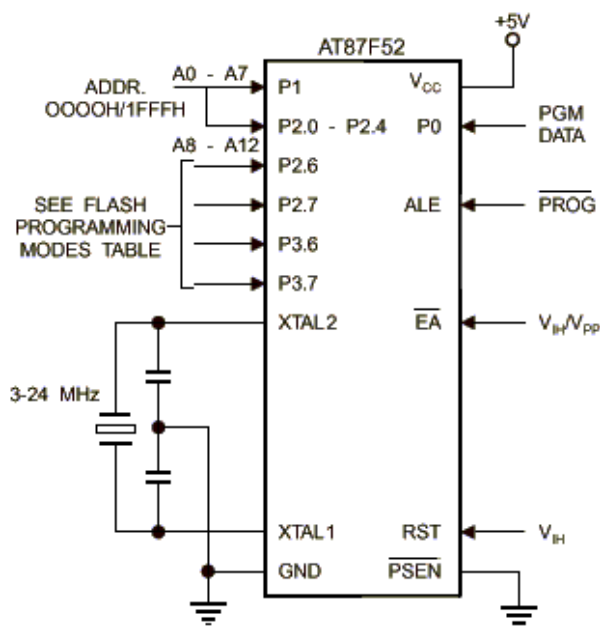 +5V
AT87F52
A0 - A7
ADDR.
OOOOH/1FFFH
P1
VCC
P2.0 - P2.4
P0
PGM
DATA
A8 - A12
P2.6
SEE FLASH
PROGRAMMING
MODES TABLE
P2.7
ALE
PROG
P3.6
P3.7
XTAL2
EA
VIH/VPP
3-24 MHz
XTAL1
RST
VIH
GND
PSEN